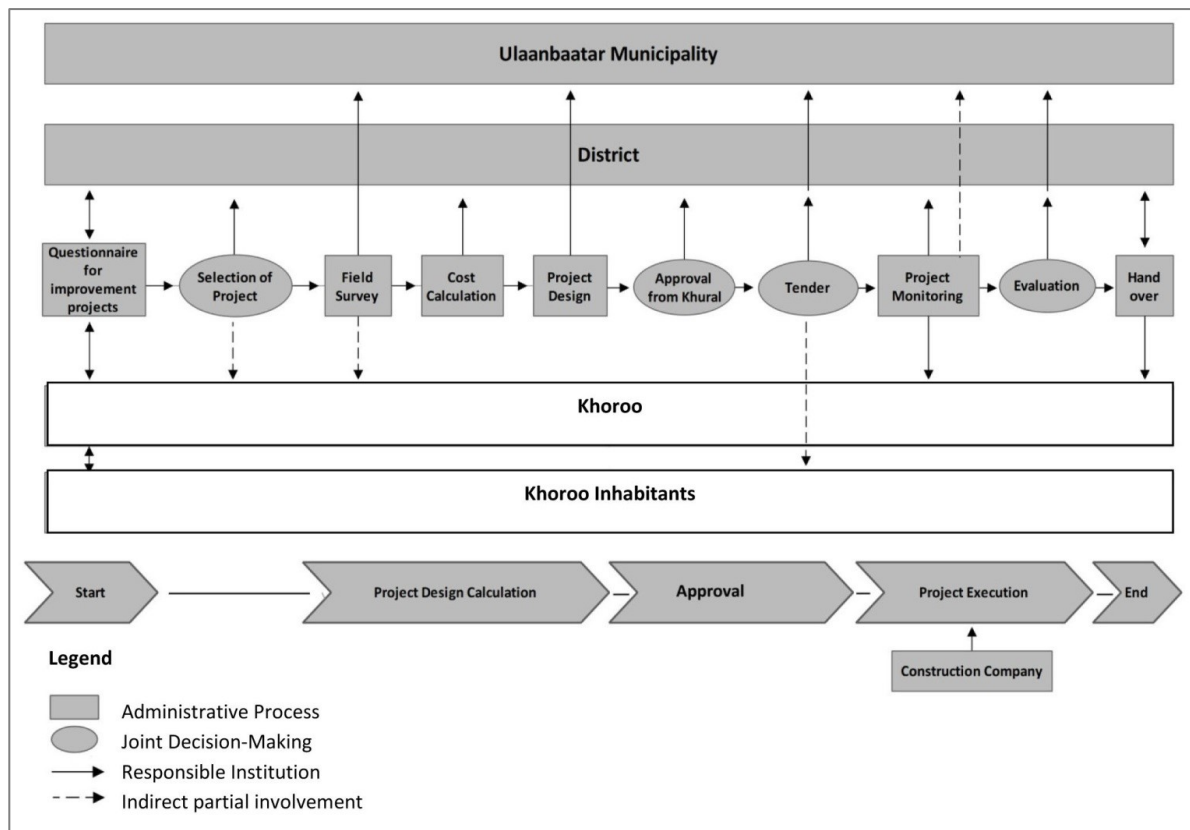 Ulaanbaatar Municipality
District
Questionnaire
for
improvement
projects
Selection of
Project
Field
Survey
Cost
Calculation
Project
Design
Approval
from Khural
Tender
Project
Monitoring
Evaluation
Hand
over
Khoroo
Khoroo Inhabitants
Start
Project Design Calculation
Approval
Project Execution
End
Construction Company
Legend
Administrative Process
Joint Decision-Making
Responsible Institution
Indirect partial involvement